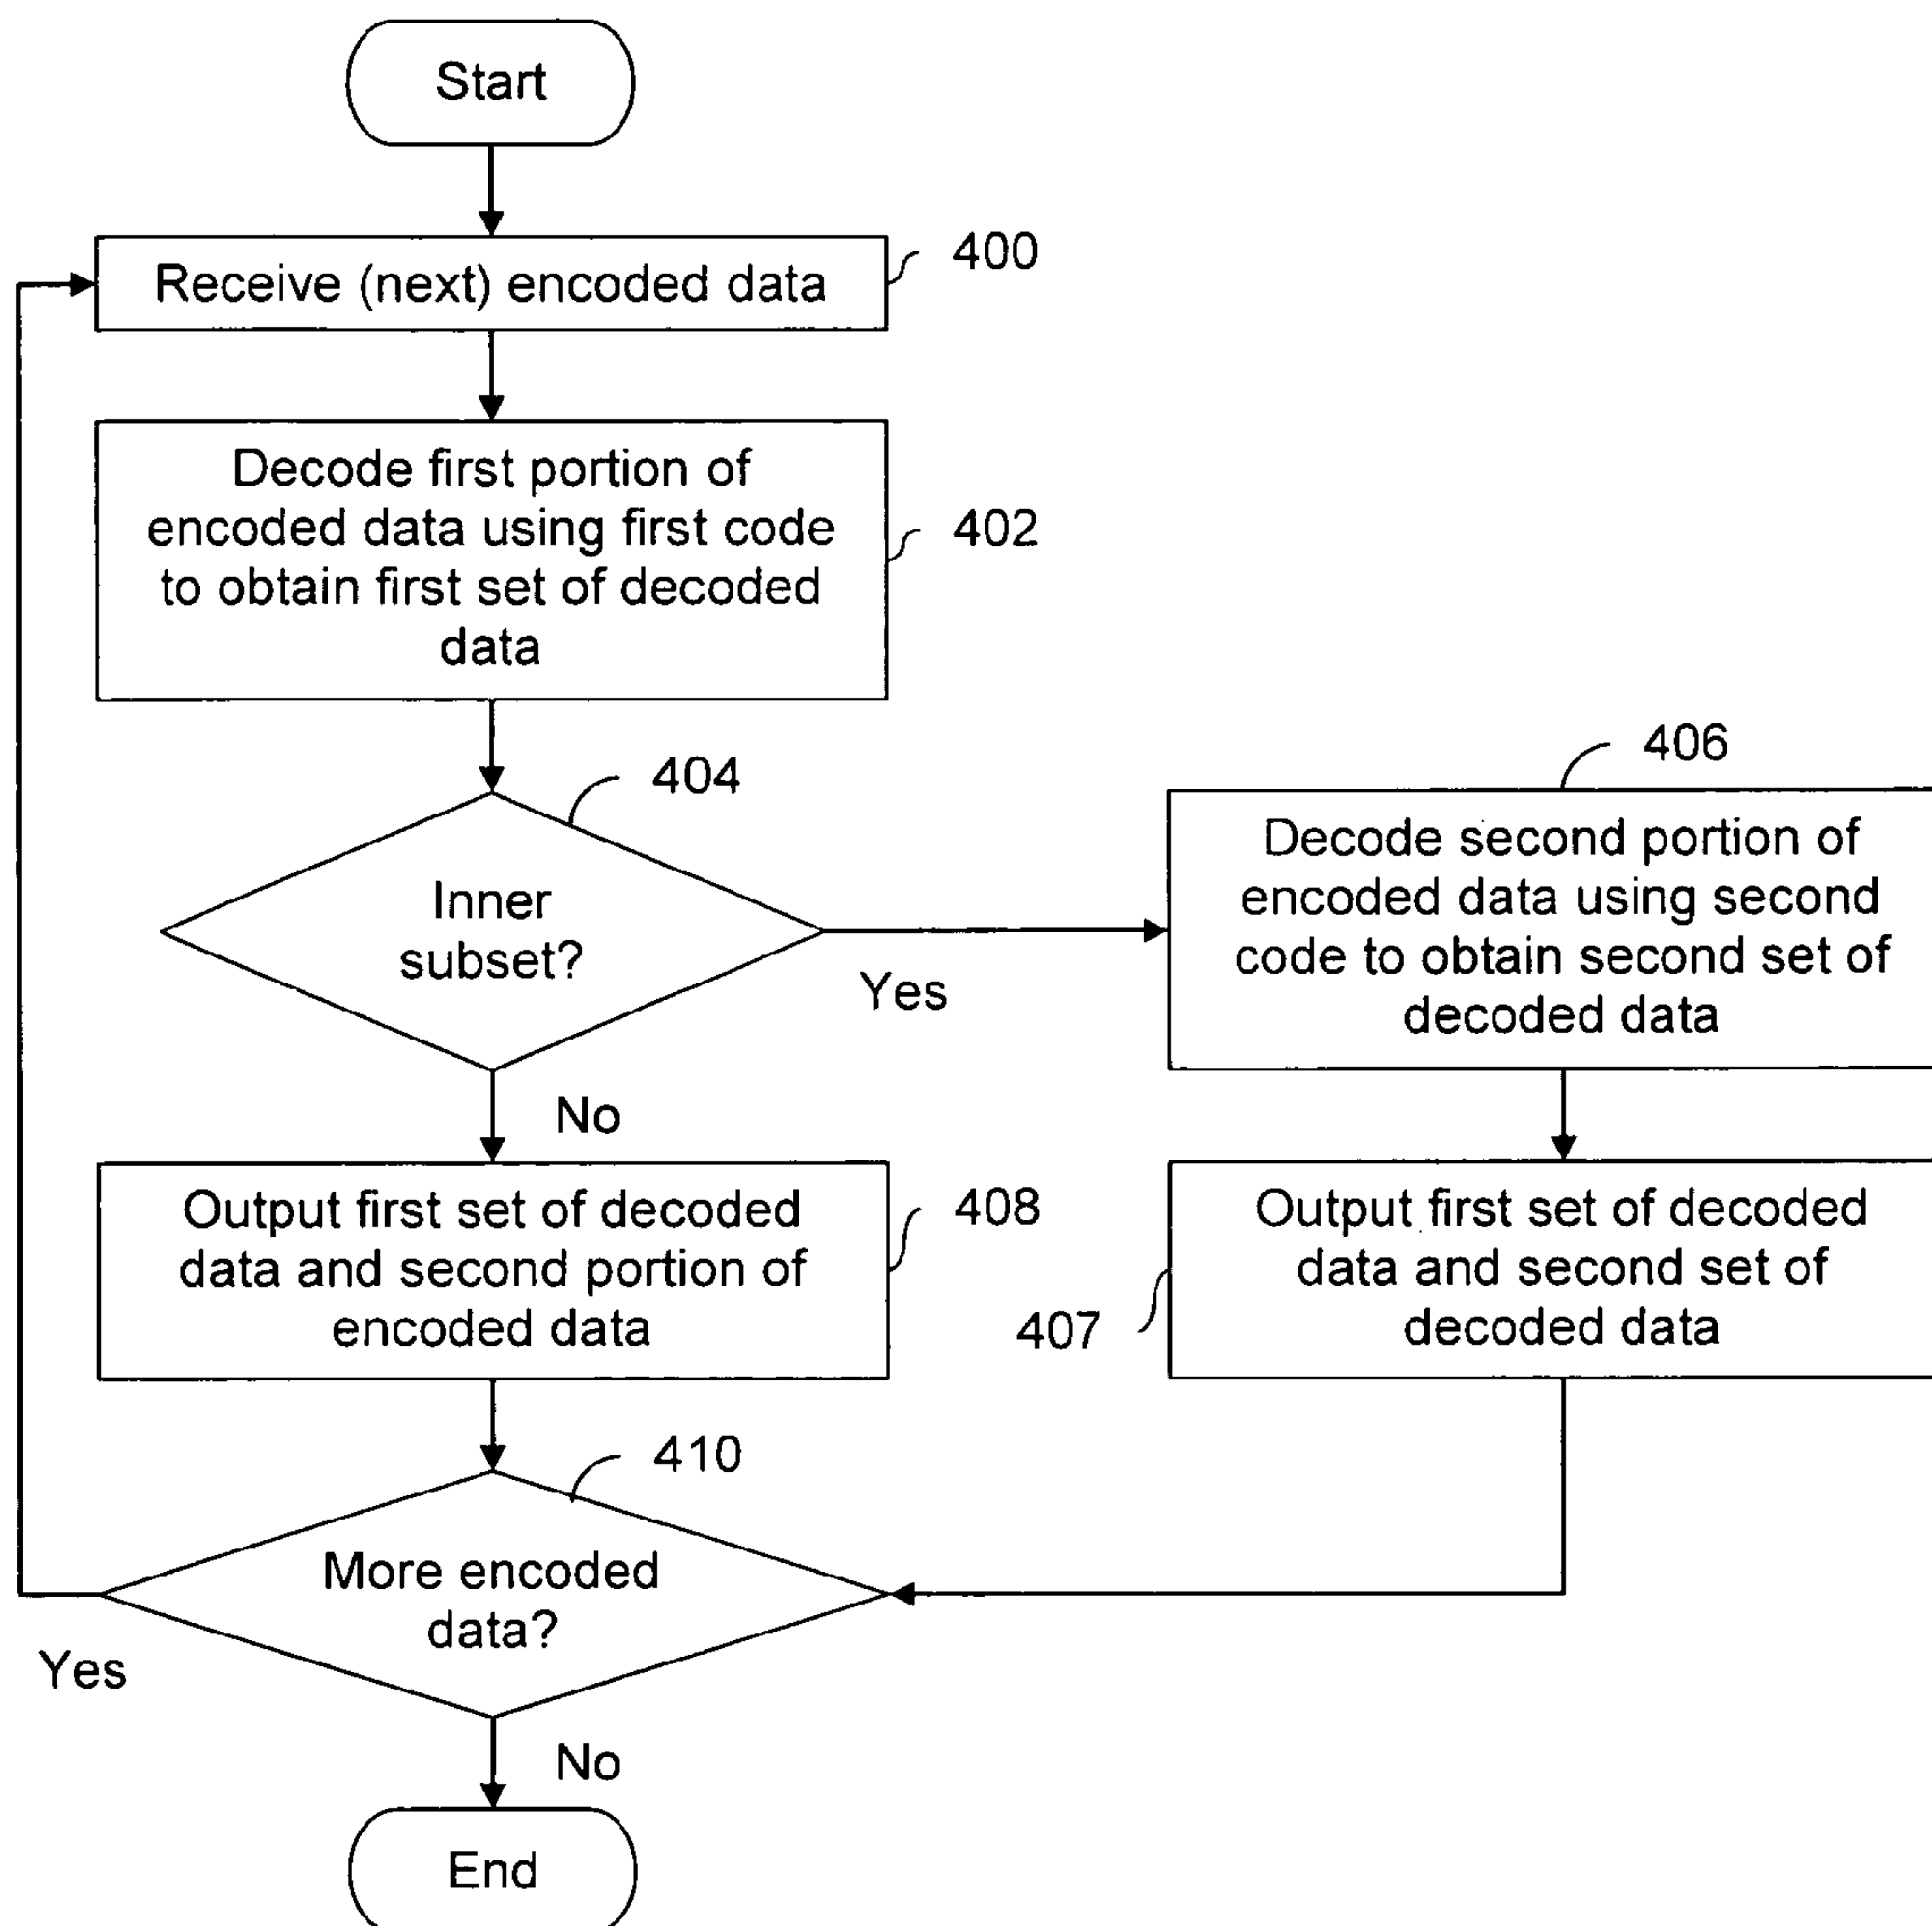 Start
Receive (next) encoded data
400
Decode first portion of
encoded data using first code
to obtain first set of decoded
data
402
404
Inner
subset?
Yes
No
406
Decode second portion of
encoded data using second
code to obtain second set of
decoded data
Output first set of decoded
data and second portion of
encoded data
408
407
Output first set of decoded
data and second set of
decoded data
410
More encoded
data?
Yes
No
End